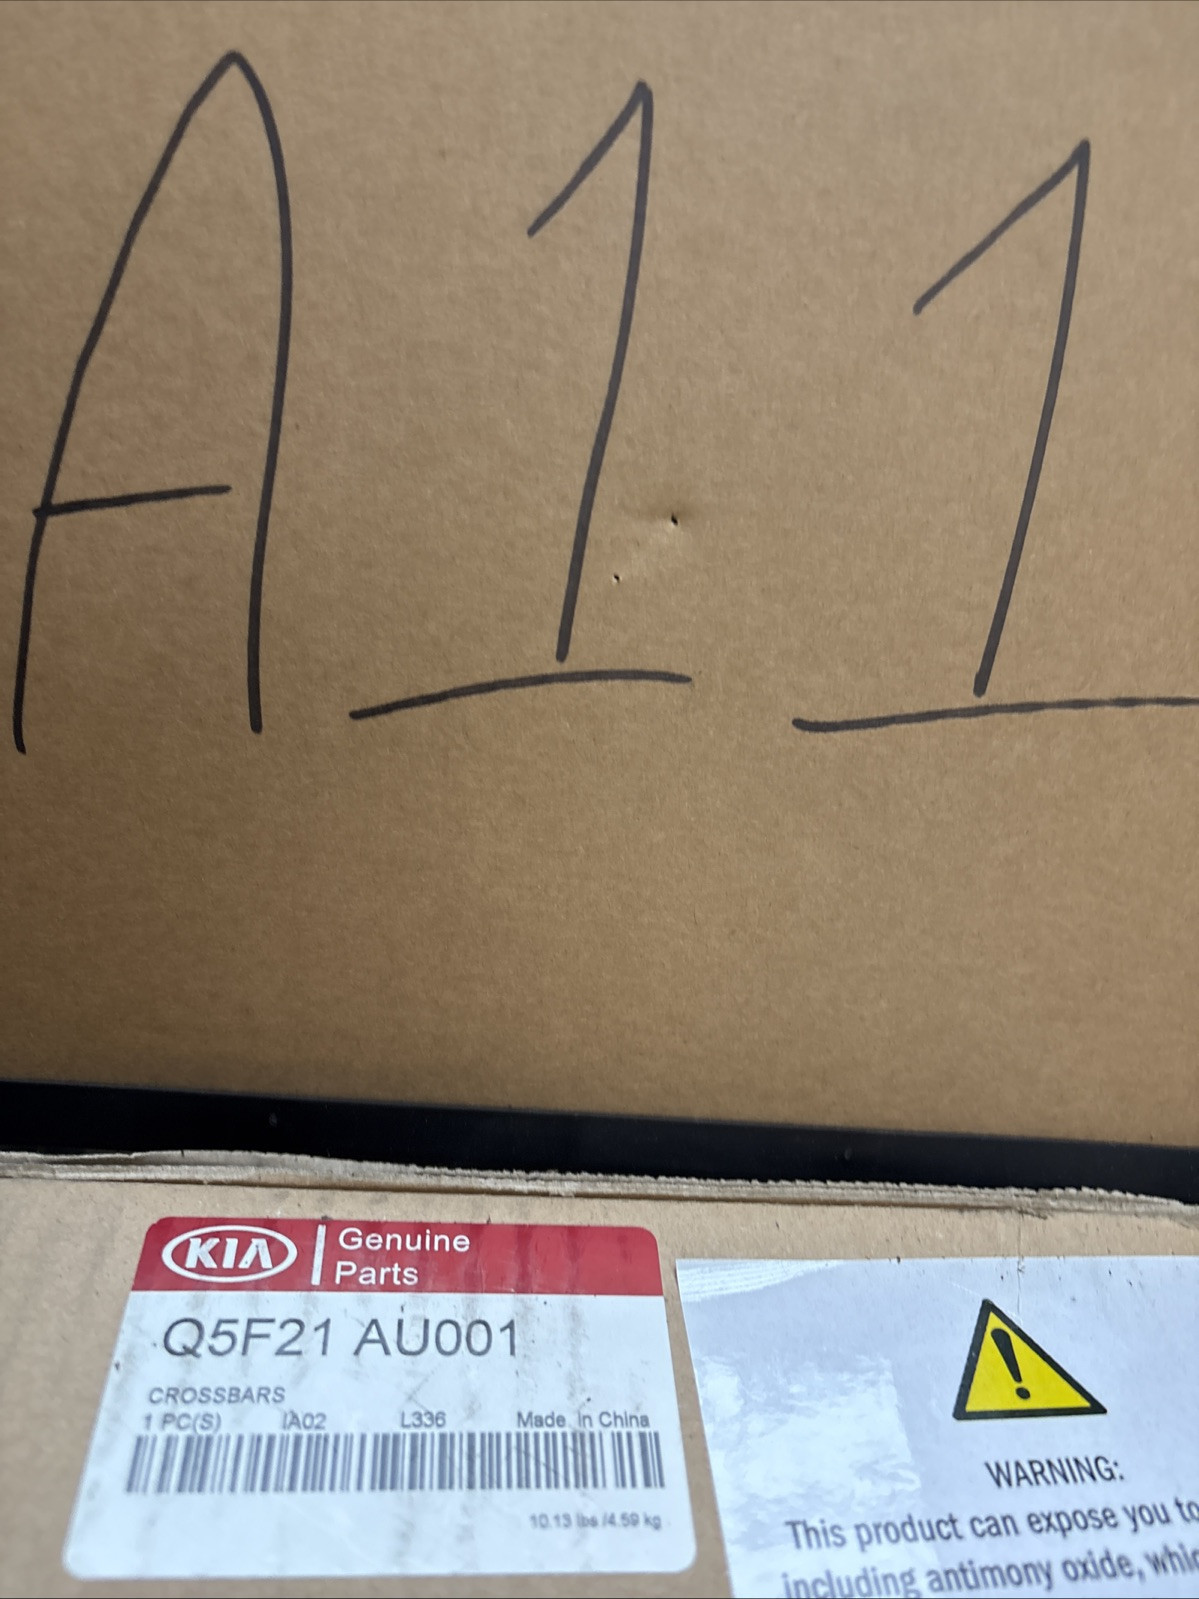 A11
KIA Genuine
Parts
Q5F21 AU001
CROSSBARS
1 PC(S) IA02 L336 Made in China
10.13 lbs /4.59 kg
WARNING:
This product can expose you to
including antimony oxide,